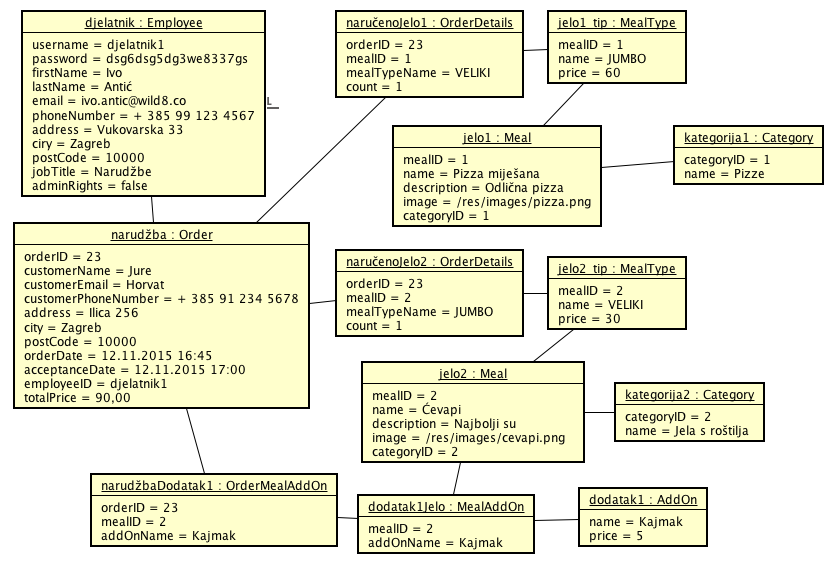 djelatnik : Employee
username = djelatnik1
password = dsg6dsg5dg3we8337gs
firstName = Ivo
lastName = Antić
email = ivo.antic@wild8.co
phoneNumber = + 385 99 123 4567
address = Vukovarska 33
ciry = Zagreb
postCode = 10000
jobTitle = Narudžbe
adminRights = false
L
naručenoJelo1 : OrderDetails
orderID = 23
mealID = 1
mealTypeName = VELIKI
count = 1
jelo1_tip : MealType
mealID = 1
name = JUMBO
price = 60
jelo1 : Meal
mealID = 1
name = Pizza miješana
description = Odlična pizza
image = /res/images/pizza.png
categoryID = 1
kategorija1 : Category
categoryID = 1
name = Pizze
narudžba : Order
orderID = 23
customerName = Jure
customerEmail = Horvat
customerPhoneNumber = + 385 91 234 5678
address = Ilica 256
city = Zagreb
postCode = 10000
orderDate = 12.11.2015 16:45
acceptanceDate = 12.11.2015 17:00
employeeID = djelatnik1
totalPrice = 90,00
naručenoJelo2 : OrderDetails
orderID = 23
mealID = 2
mealTypeName = JUMBO
count = 1
jelo2_tip : MealType
mealID = 2
name = VELIKI
price = 30
jelo2 : Meal
mealID = 2
name = Ćevapi
description = Najbolji su
image = /res/images/cevapi.png
categoryID = 2
kategorija2 : Category
categoryID = 2
name = Jela s roštilja
narudžbaDodatak1 : OrderMealAddOn
orderID = 23
mealID = 2
addOnName = Kajmak
dodatak1Jelo : MealAddOn
mealID = 2
addOnName = Kajmak
dodatak1 : AddOn
name = Kajmak
price = 5